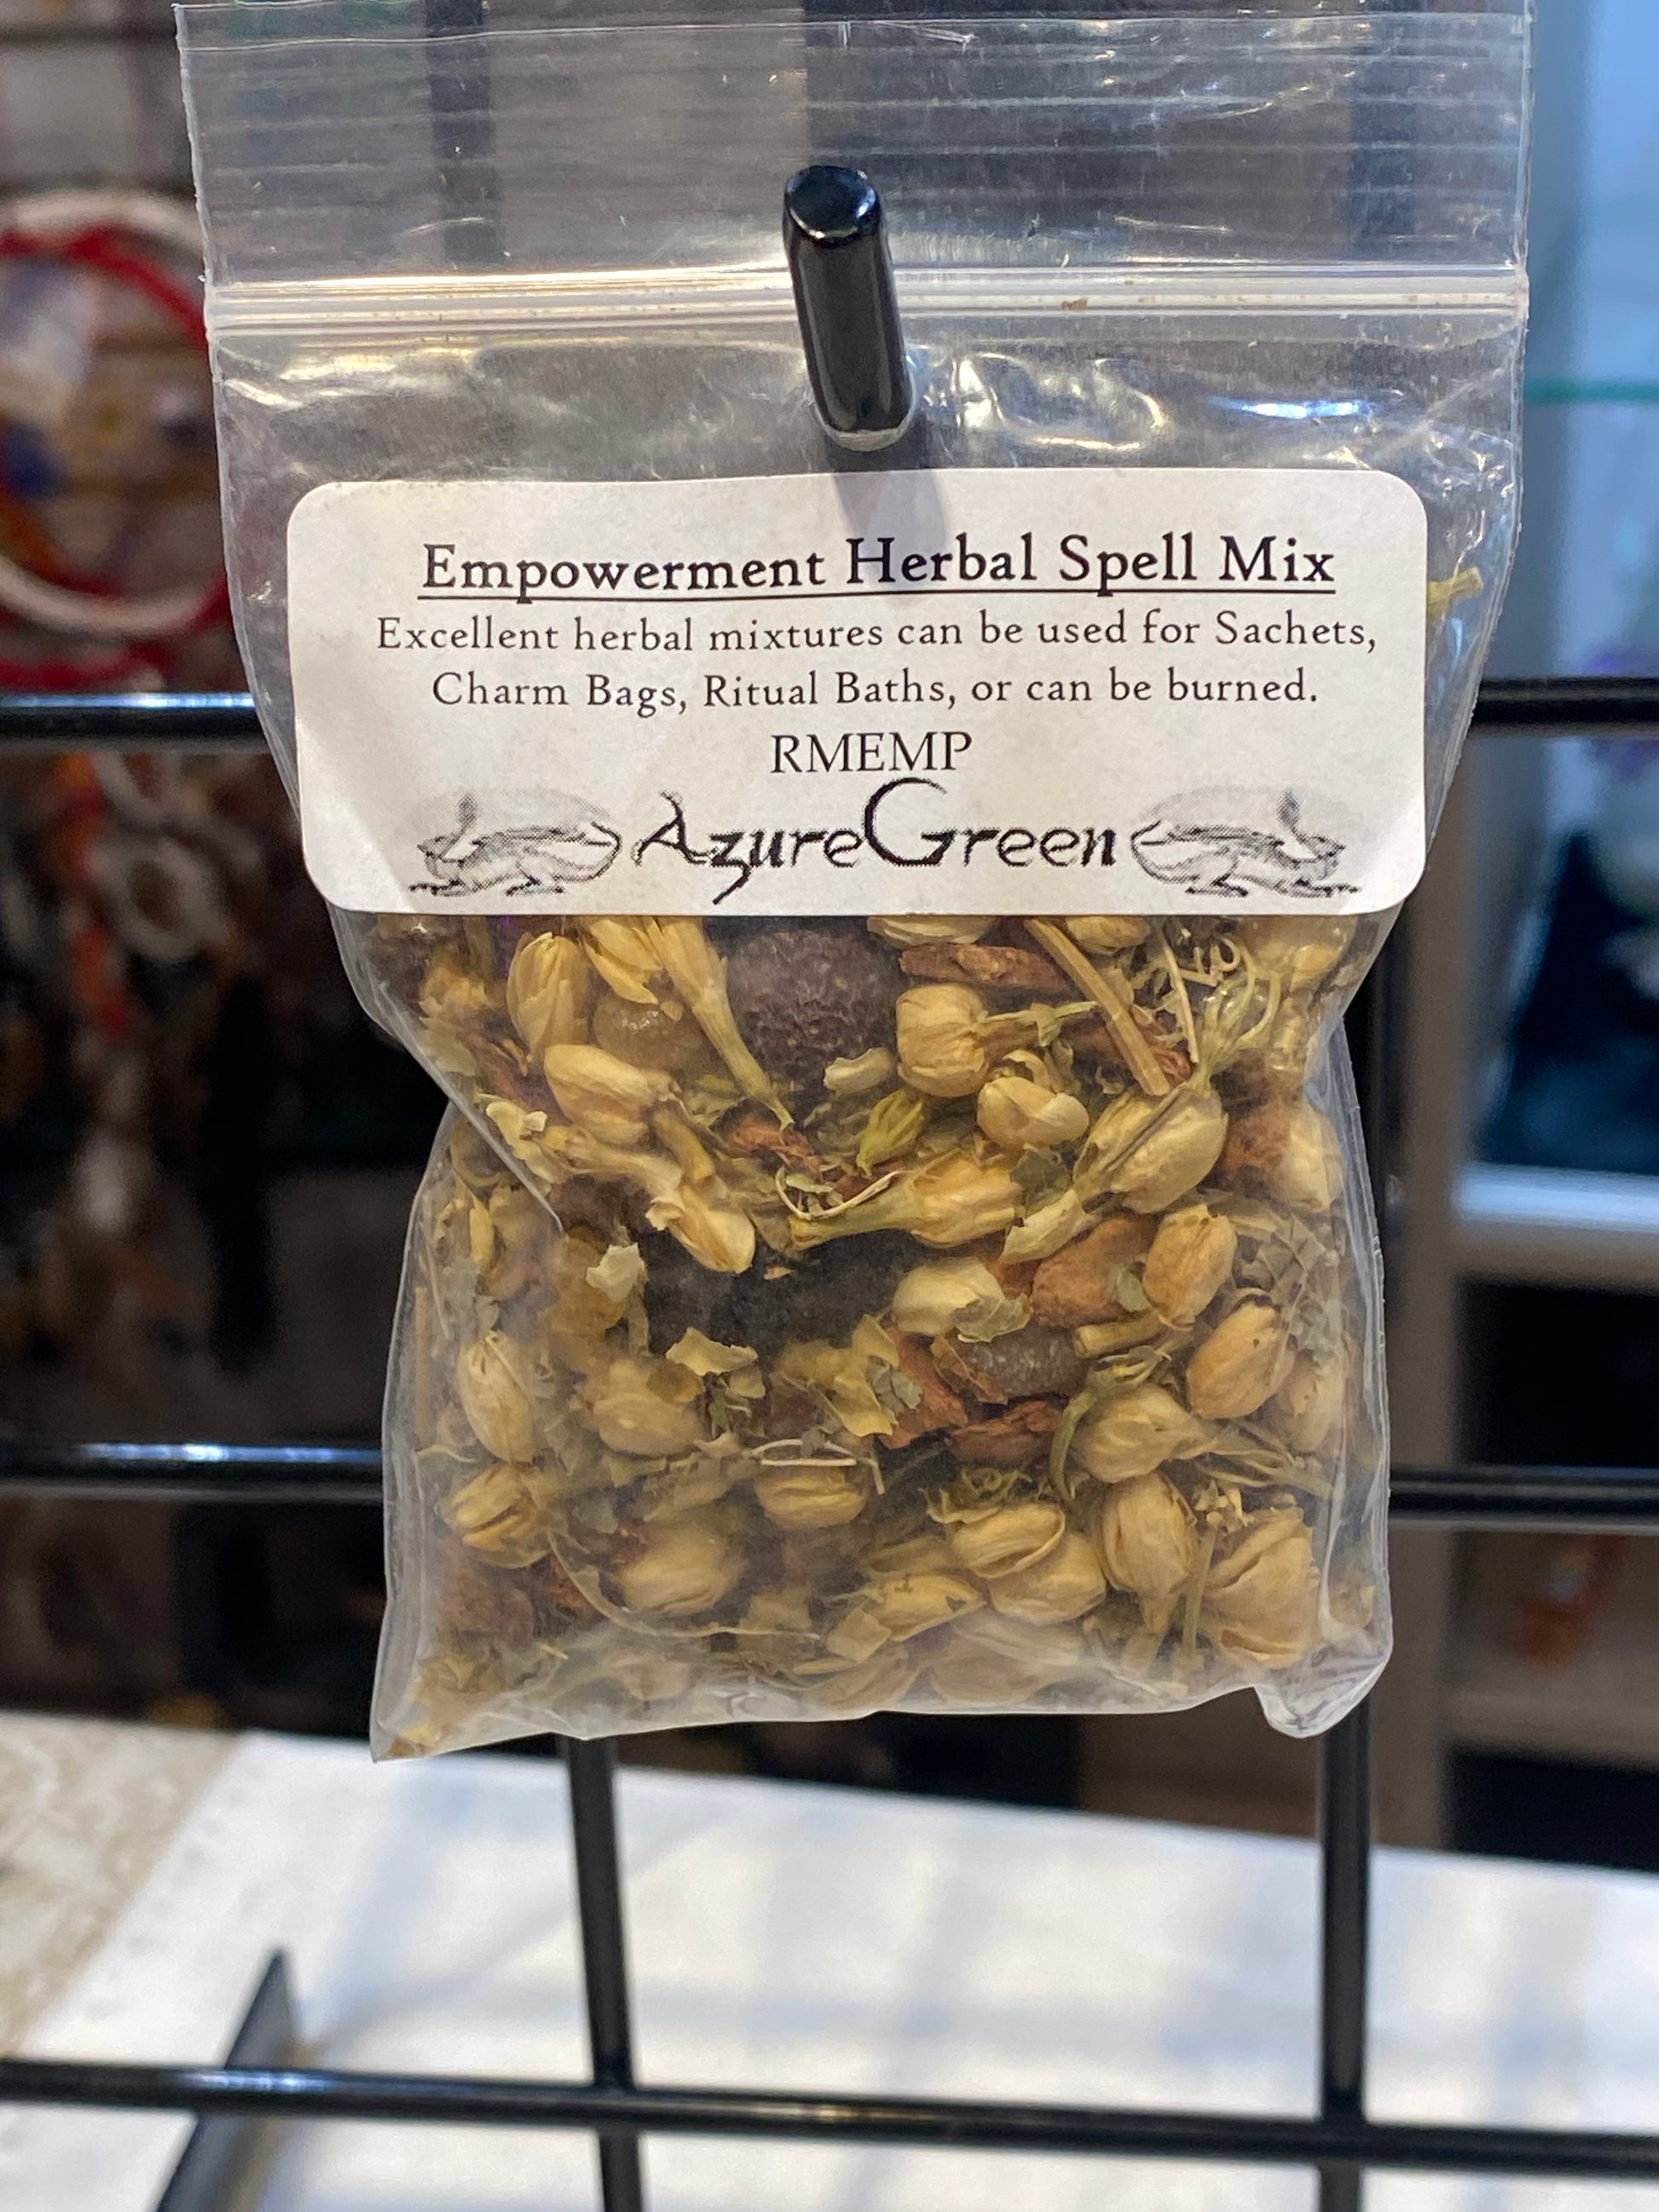 Empowerment Herbal Spell Mix
Excellent herbal mixtures can be used for Sachets,
Charm Bags, Ritual Baths, or can be burned.
RMEMP
AzureGreen